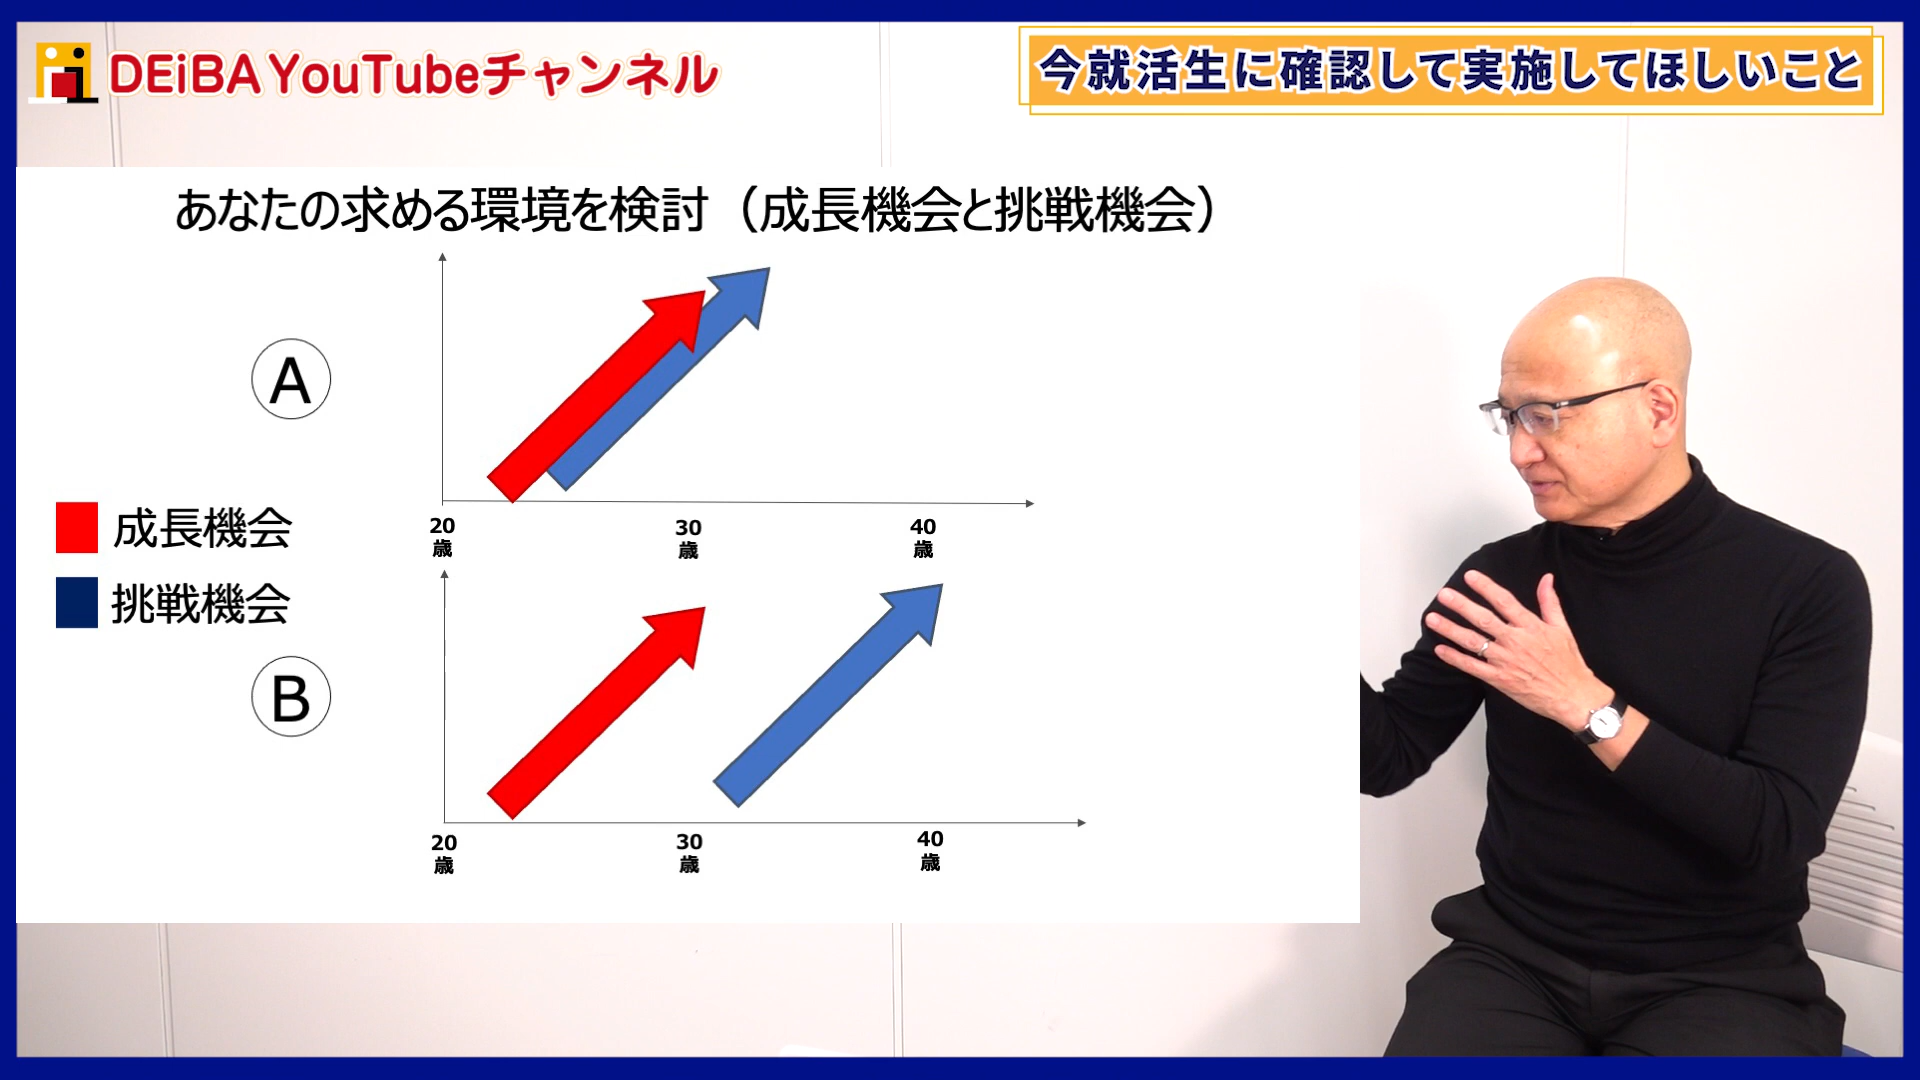 DEiBA YouTubeチャンネル
今就活生に確認して実施してほしいこと
あなたの求める環境を検討（成長機会と挑戦機会）
A
成長機会
挑戦機会
20
歳
30
歳
40
歳
B
20
歳
30
歳
40
歳